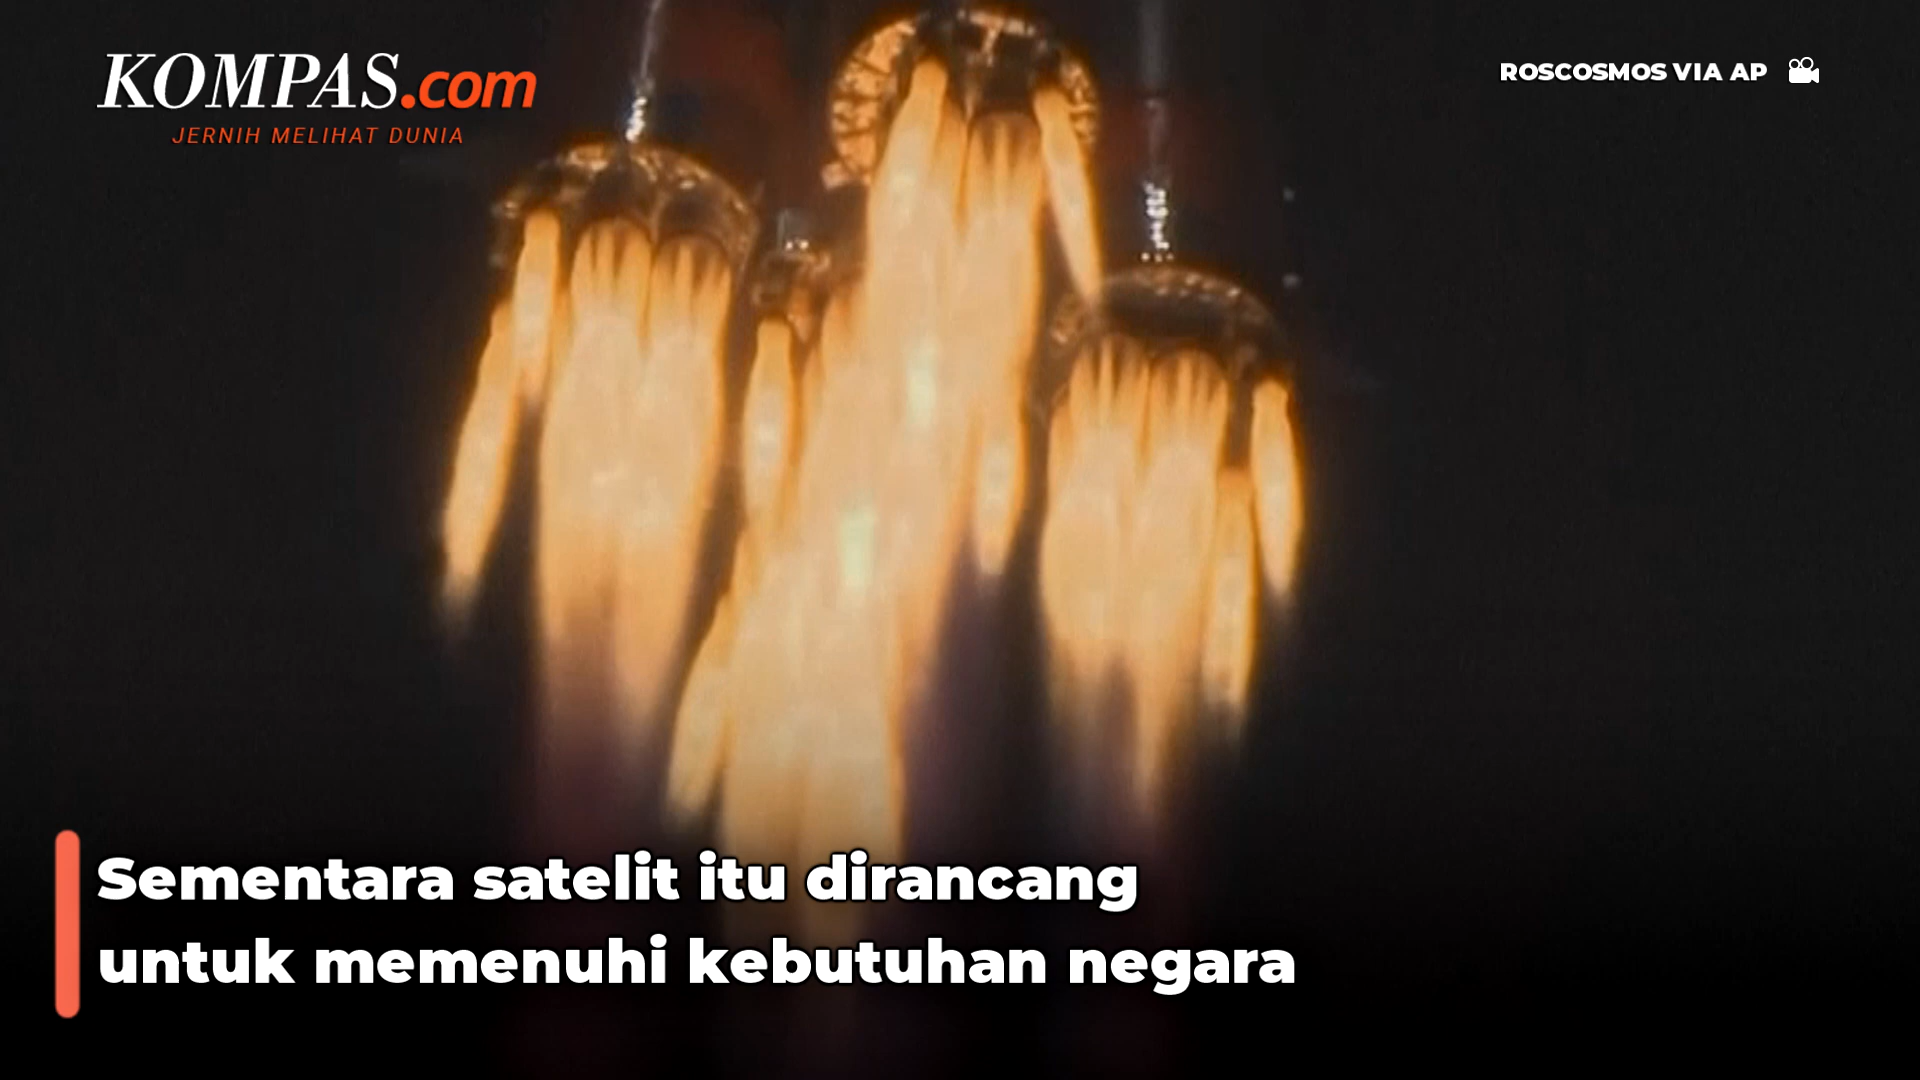 KOMPAS.com
JERNIH MELIHAT DUNIA
ROSCOSMOS VIA AP
Sementara satelit itu dirancang
untuk memenuhi kebutuhan negara